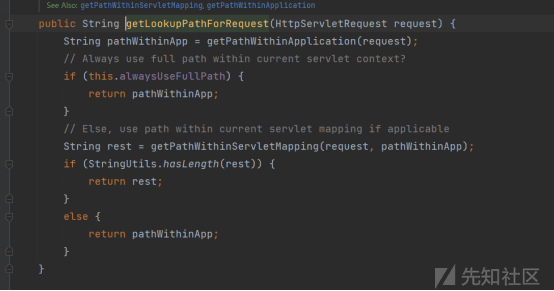 See Also: getPathWithinServletMapping, getPathWithinApplication
public String getLookupPathForRequest(HttpServletRequest request) {
String pathWithinApp = getPathWithinApplication(request);
// Always use full path within current servlet context?
if (this.alwaysUseFullPath) {
return pathWithinApp;
}
// Else, use path within current servlet mapping if applicable
String rest = getPathWithinServletMapping(request, pathWithinApp);
if (StringUtils.hasLength(rest)) {
return rest;
}
else {
return pathWithinApp;
}
}
先知社区